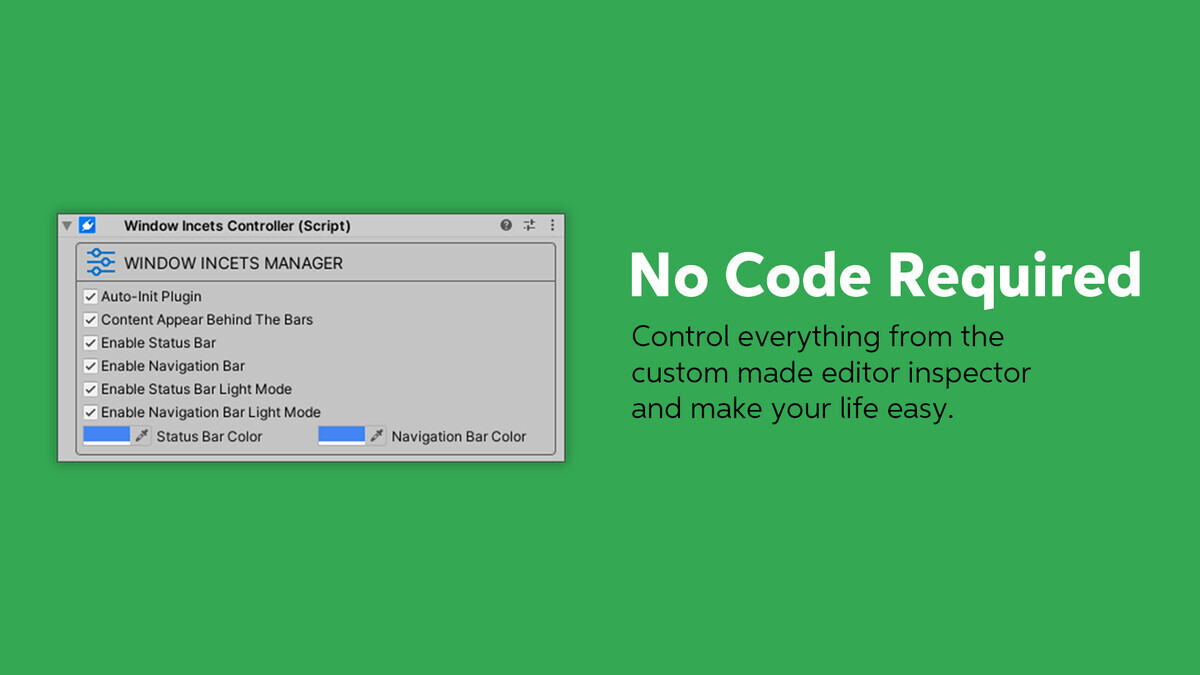 Window Incets Controller (Script)
WINDOW INCETS MANAGER
Auto-Init Plugin
Content Appear Behind The Bars
Enable Status Bar
Enable Navigation Bar
Enable Status Bar Light Mode
Enable Navigation Bar Light Mode
Status Bar Color Navigation Bar Color
No Code Required
Control everything from the
custom made editor inspector
and make your life easy.